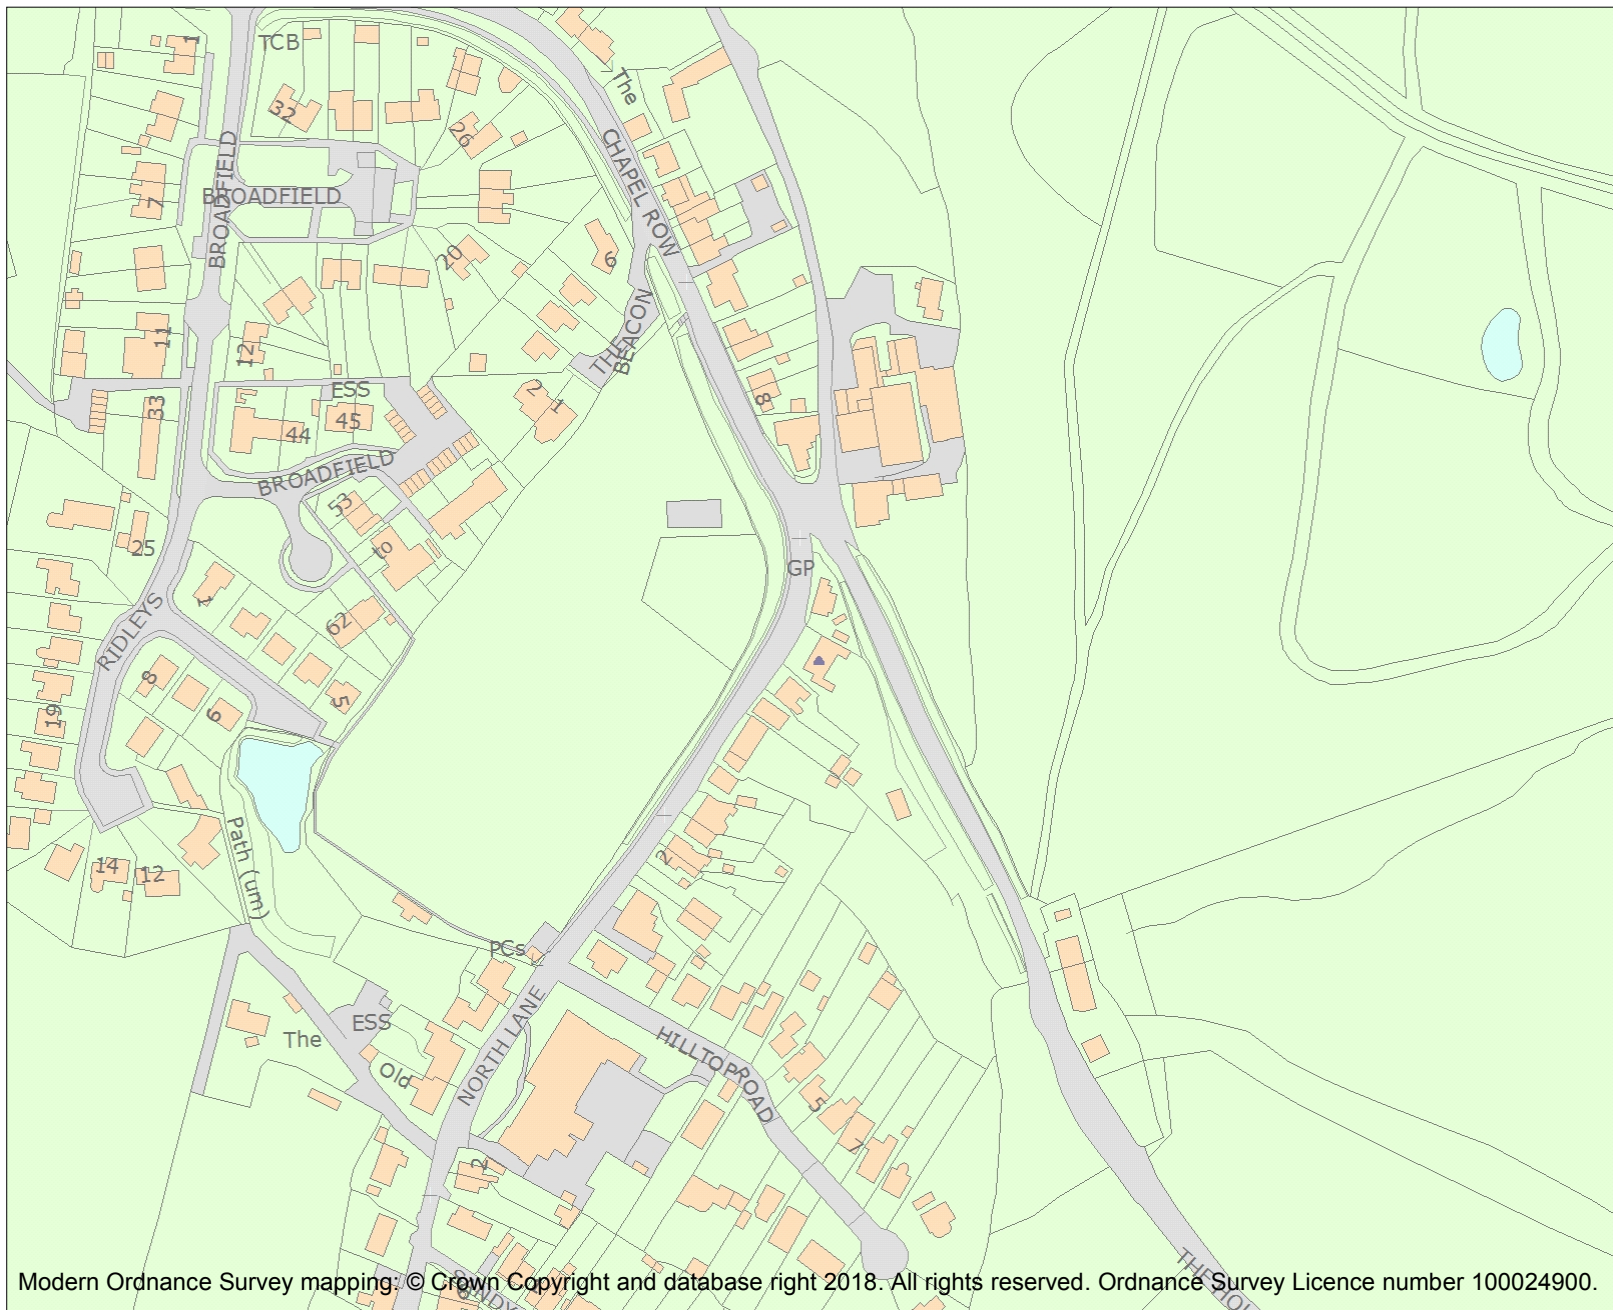 1
TCB
The
32
26
CHAPEL ROW
BROADFIELD
BROADFIELD
7
20
6
THE
BEACON
11
12
ESS
33
45
44
2
1
8
BROADFIELD
53
to
25
GP
1
62
RIDLEYS
8
5
19
6
2
Path (um)
14
12
PCs
NORTH LANE
HILLTOP
ROAD
ESS
The
Old
5
7
2
Modern Ordnance Survey mapping: © Crown Copyright and database right 2018. All rights reserved. Ordnance Survey Licence number 100024900.